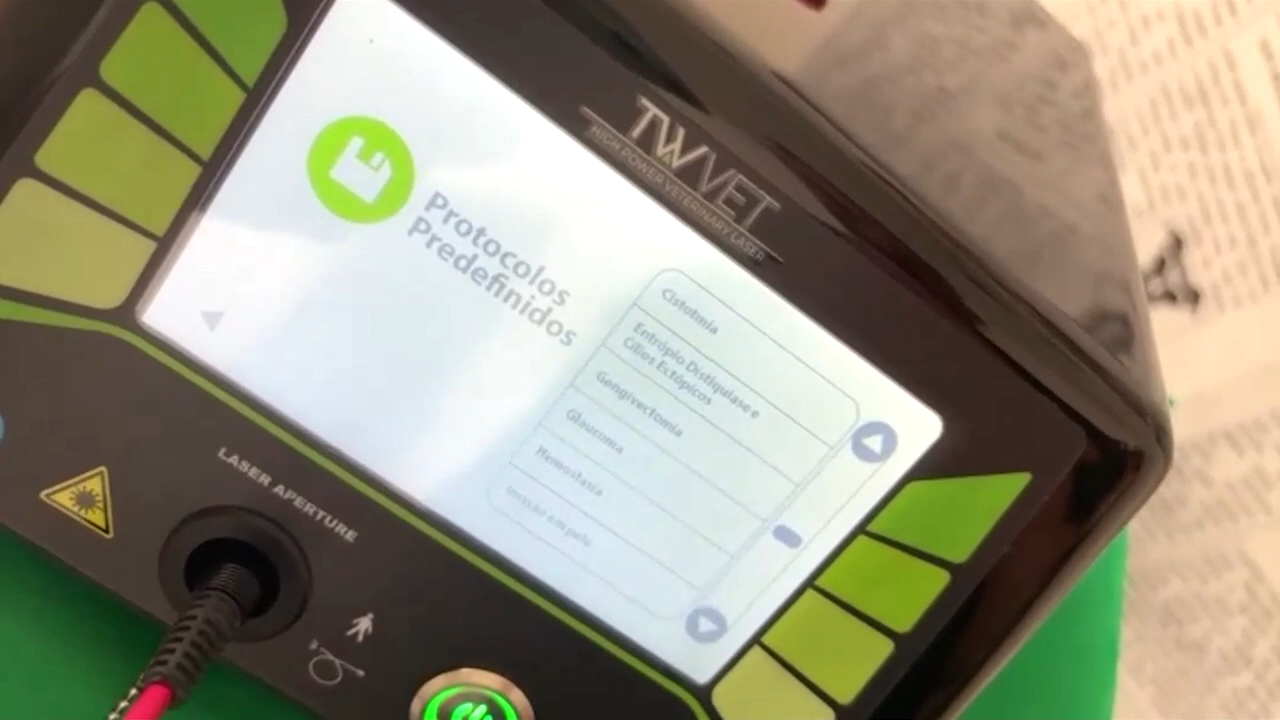 TWVET
HIGH POWER VETERINARY LASER
Protocolos
Predefinidos
Cistotmia
Entrópio Distiquíase e
Cílios Ectópicos
Gengivectomia
Glaucoma
Hemostasia
Incisão em pele
LASER APERTURE